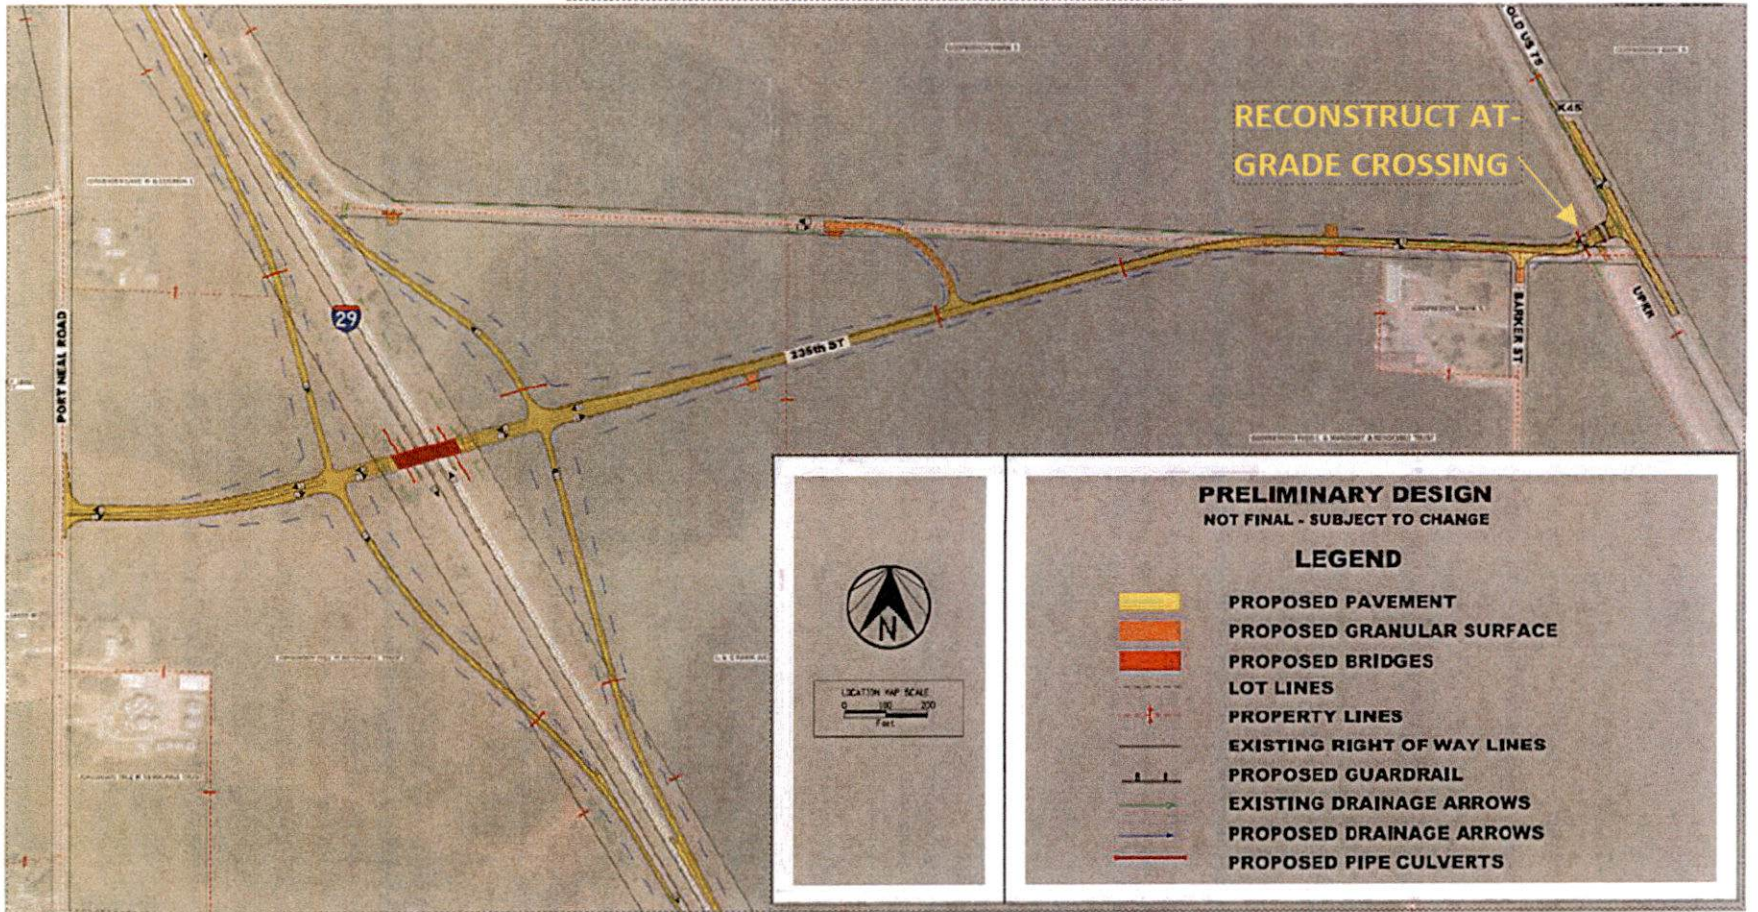 OLD US 75
K45
RECONSTRUCT AT-
GRADE CROSSING
29
PORT NEAL ROAD
235th ST
BARKER ST
UPRR
PRELIMINARY DESIGN
NOT FINAL - SUBJECT TO CHANGE
LEGEND
PROPOSED PAVEMENT
PROPOSED GRANULAR SURFACE
PROPOSED BRIDGES
LOT LINES
PROPERTY LINES
EXISTING RIGHT OF WAY LINES
PROPOSED GUARDRAIL
EXISTING DRAINAGE ARROWS
PROPOSED DRAINAGE ARROWS
PROPOSED PIPE CULVERTS
N
LOCATION MAP SCALE
0 100 200
Feet